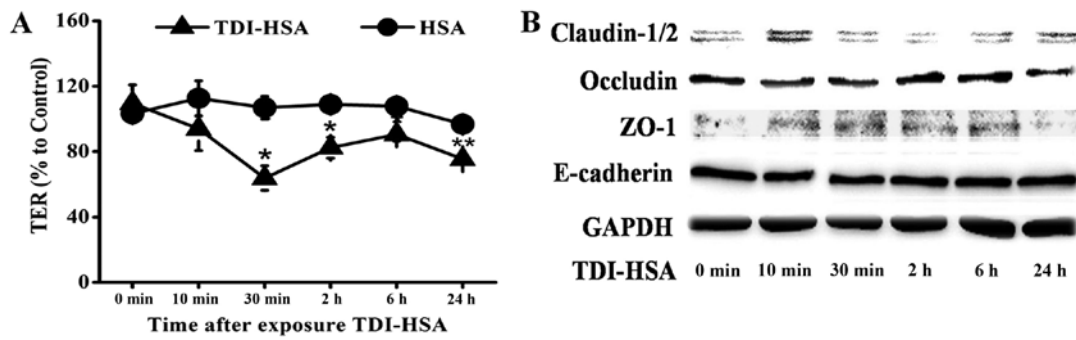 A
TDI-HSA
HSA
TER (% to Control)
160
120
80
40
0
*
*
**
0 min 10 min 30 min 2 h 6 h 24 h
Time after exposure TDI-HSA
B
Claudin-1/2
Occludin
ZO-1
E-cadherin
GAPDH
TDI-HSA 0 min 10 min 30 min 2 h 6 h 24 h